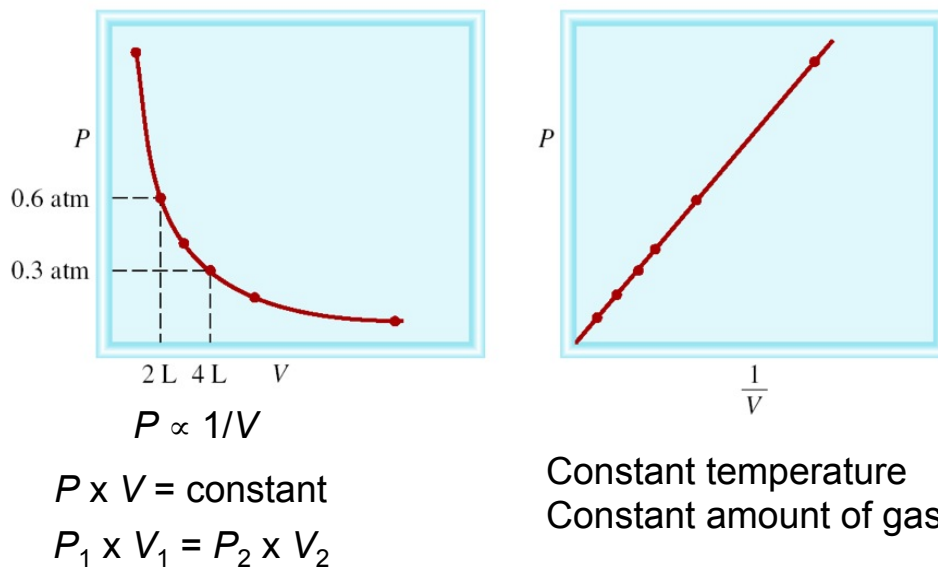 P
0.6 atm
0.3 atm
2 L 4 L V
P ∝ 1/V
P x V = constant
P₁ x V₁ = P₂ x V₂
P
1
V
Constant temperature
Constant amount of gas